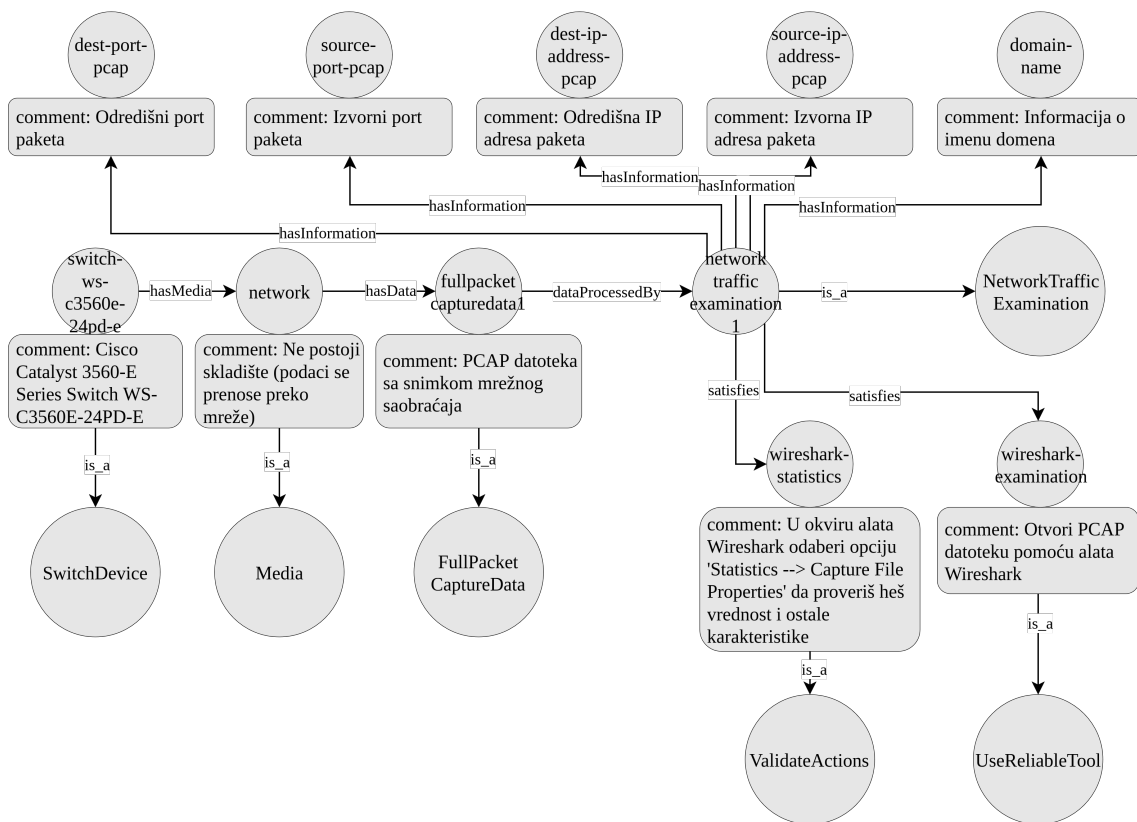 dest-port-
pcap
source-
port-pcap
dest-ip-
address-
pcap
source-ip-
address-
pcap
domain-
name
comment: Odredišni port
paketa
comment: Izvorni port
paketa
comment: Odredišna IP
adresa paketa
comment: Izvorna IP
adresa paketa
comment: Informacija o
imenu domena
hasInformation
hasInformation
hasInformation
hasInformation
hasInformation
switch-
ws-
c3560e-
24pd-e
hasMedia
network
hasData
fullpacket
capturedata1
dataProcessedBy
network
traffic
examination
1
is_a
NetworkTraffic
Examination
comment: Cisco
Catalyst 3560-E
Series Switch WS-
C3560E-24PD-E
comment: Ne postoji
skladište (podaci se
prenose preko
mreže)
comment: PCAP datoteka
sa snimkom mrežnog
saobraćaja
satisfies
satisfies
is_a
is_a
is_a
wireshark-
statistics
wireshark-
examination
SwitchDevice
Media
FullPacket
CaptureData
comment: U okviru alata
Wireshark odaberi opciju
'Statistics --> Capture File
Properties' da proveriš heš
vrednost i ostale
karakteristike
comment: Otvori PCAP
datoteku pomoću alata
Wireshark
is_a
is_a
ValidateActions
UseReliableTool